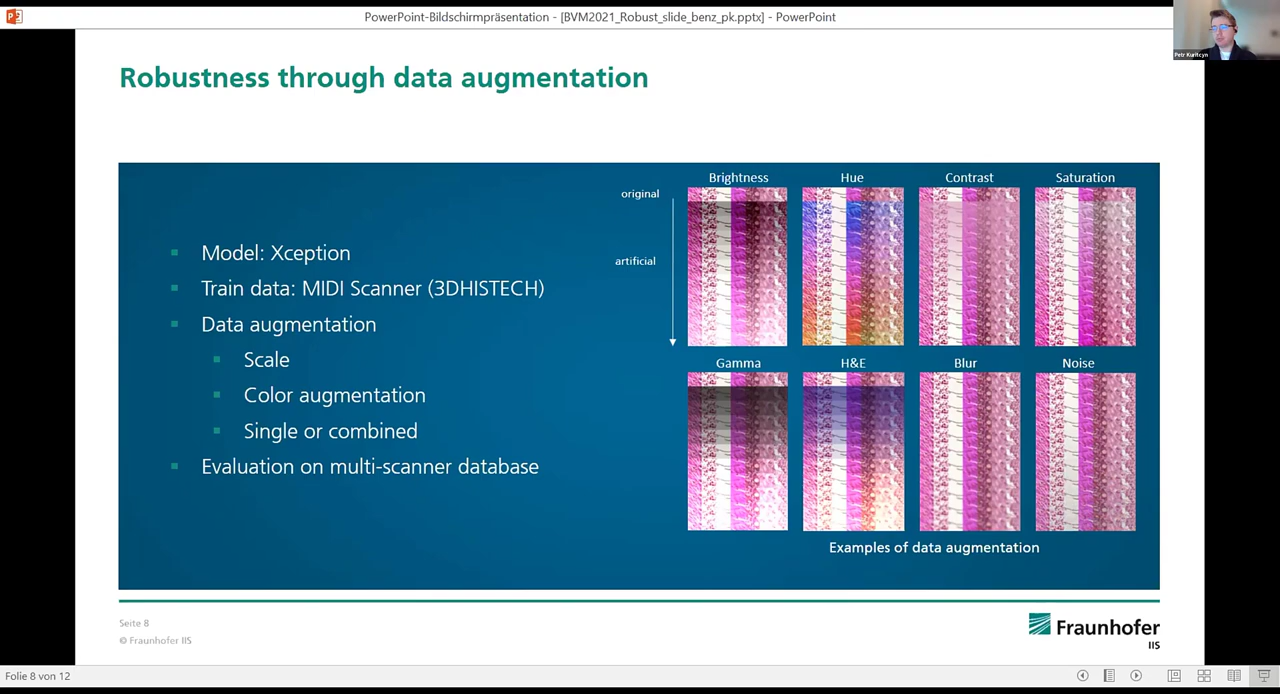 PowerPoint-Bildschirmpräsentation - [BVM2021_Robust_slide_benz_pk.pptx] - PowerPoint
Petr Kuritcyn
Robustness through data augmentation
Model: Xception
Train data: MIDI Scanner (3DHISTECH)
Data augmentation
Scale
Color augmentation
Single or combined
Evaluation on multi-scanner database
original
artificial
Brightness
Hue
Contrast
Saturation
Gamma
H&E
Blur
Noise
Examples of data augmentation
Seite 8
© Fraunhofer IIS
Fraunhofer
IIS
Folie 8 von 12